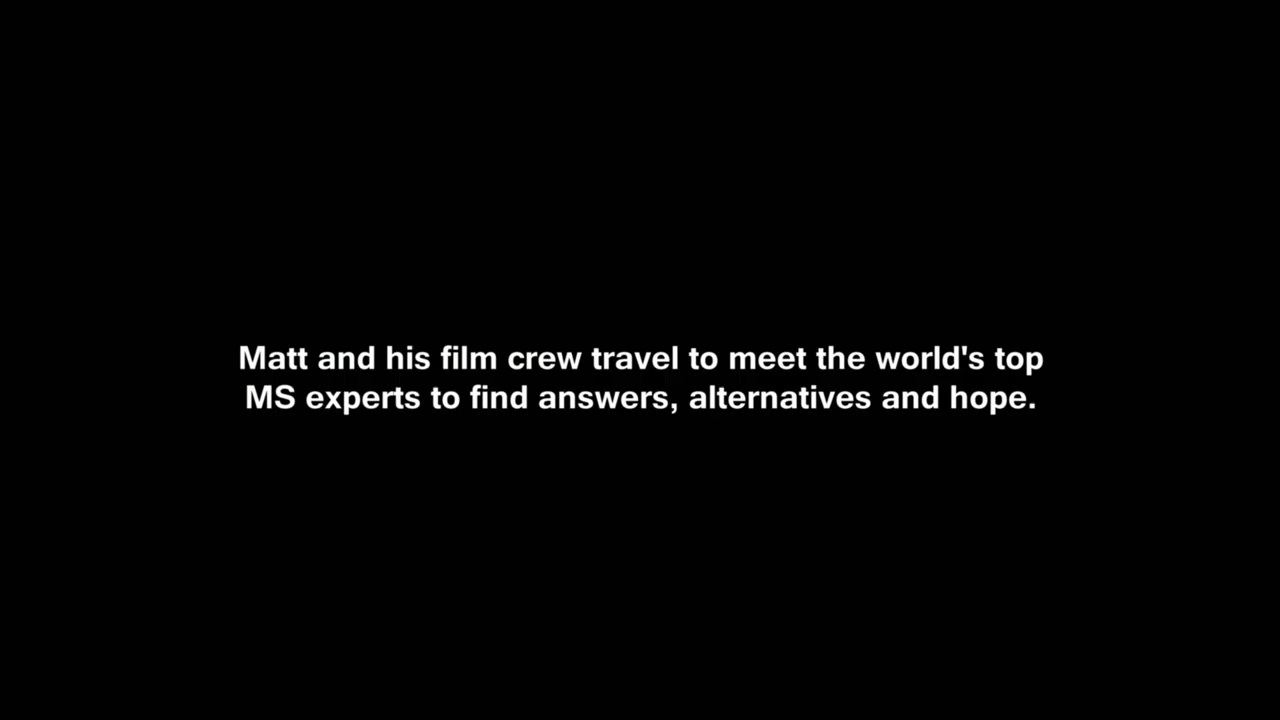 Matt and his film crew travel to meet the world's top
MS experts to find answers, alternatives and hope.